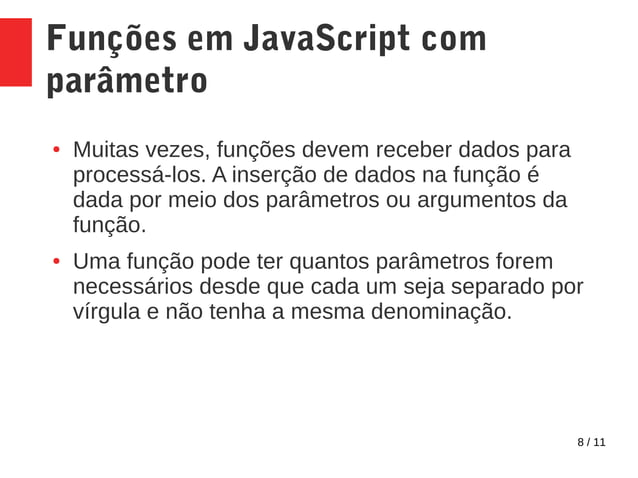 Funções em JavaScript com
parâmetro
• Muitas vezes, funções devem receber dados para
processá-los. A inserção de dados na função é
dada por meio dos parâmetros ou argumentos da
função.
• Uma função pode ter quantos parâmetros forem
necessários desde que cada um seja separado por
vírgula e não tenha a mesma denominação.
8 / 11